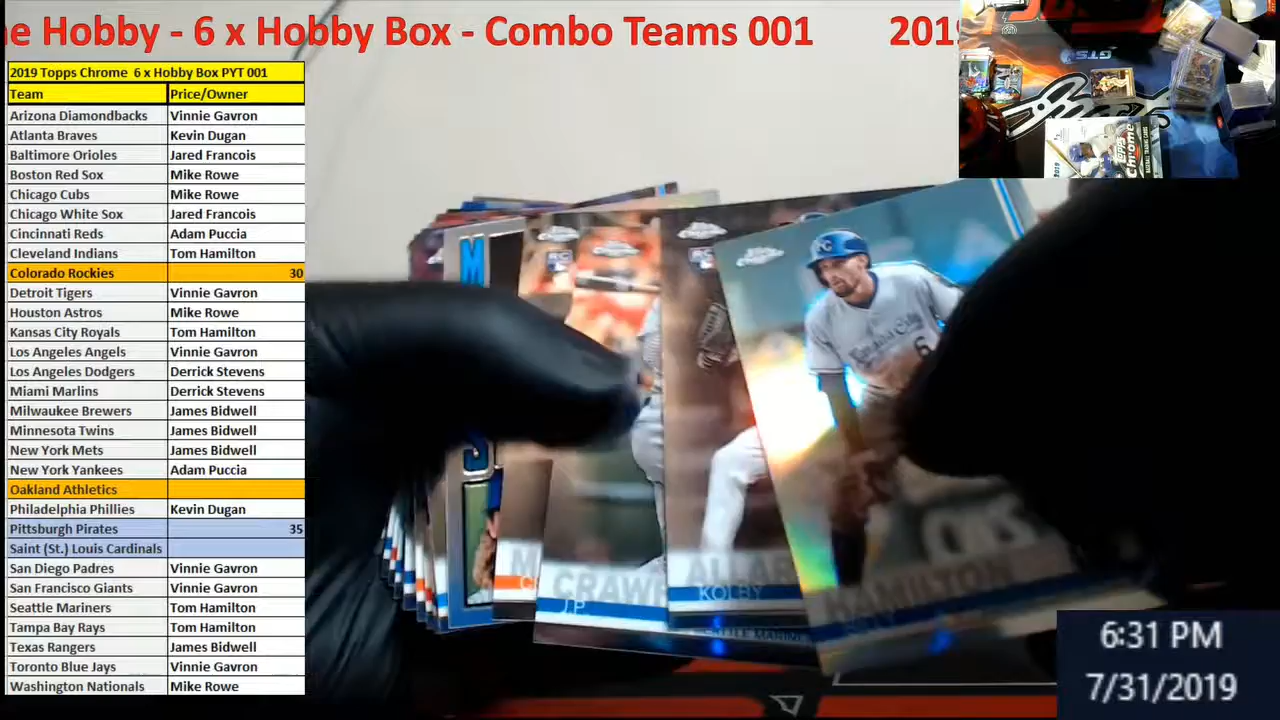 e Hobby - 6 x Hobby Box - Combo Teams 001 201
2019 Topps Chrome 6 x Hobby Box PYT 001
Team Price/Owner
Arizona Diamondbacks Vinnie Gavron
Atlanta Braves Kevin Dugan
Baltimore Orioles Jared Francois
Boston Red Sox Mike Rowe
Chicago Cubs Mike Rowe
Chicago White Sox Jared Francois
Cincinnati Reds Adam Puccia
Cleveland Indians Tom Hamilton
Colorado Rockies 30
Detroit Tigers Vinnie Gavron
Houston Astros Mike Rowe
Kansas City Royals Tom Hamilton
Los Angeles Angels Vinnie Gavron
Los Angeles Dodgers Derrick Stevens
Miami Marlins Derrick Stevens
Milwaukee Brewers James Bidwell
Minnesota Twins James Bidwell
New York Mets James Bidwell
New York Yankees Adam Puccia
Oakland Athletics
Philadelphia Phillies Kevin Dugan
Pittsburgh Pirates 35
Saint (St.) Louis Cardinals
San Diego Padres Vinnie Gavron
San Francisco Giants Vinnie Gavron
Seattle Mariners Tom Hamilton
Tampa Bay Rays Tom Hamilton
Texas Rangers James Bidwell
Toronto Blue Jays Vinnie Gavron
Washington Nationals Mike Rowe
GTS
Topps Chrome
M
RC
RC
KC
6
S
M
CRAWF
J.P.
ALLAR
KOLBY
HAMILTON
6:31 PM
7/31/2019